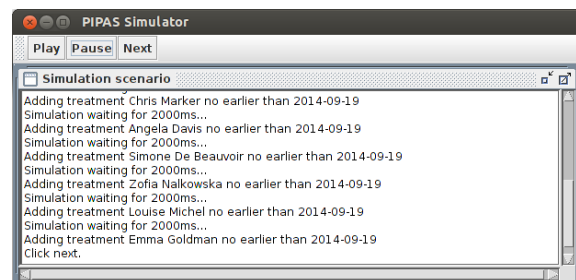 PIPAS Simulator
Play Pause Next
Simulation scenario
Adding treatment Chris Marker no earlier than 2014-09-19
Simulation waiting for 2000ms...
Adding treatment Angela Davis no earlier than 2014-09-19
Simulation waiting for 2000ms...
Adding treatment Simone De Beauvoir no earlier than 2014-09-19
Simulation waiting for 2000ms...
Adding treatment Zofia Nalkowska no earlier than 2014-09-19
Simulation waiting for 2000ms...
Adding treatment Louise Michel no earlier than 2014-09-19
Simulation waiting for 2000ms...
Adding treatment Emma Goldman no earlier than 2014-09-19
Click next.